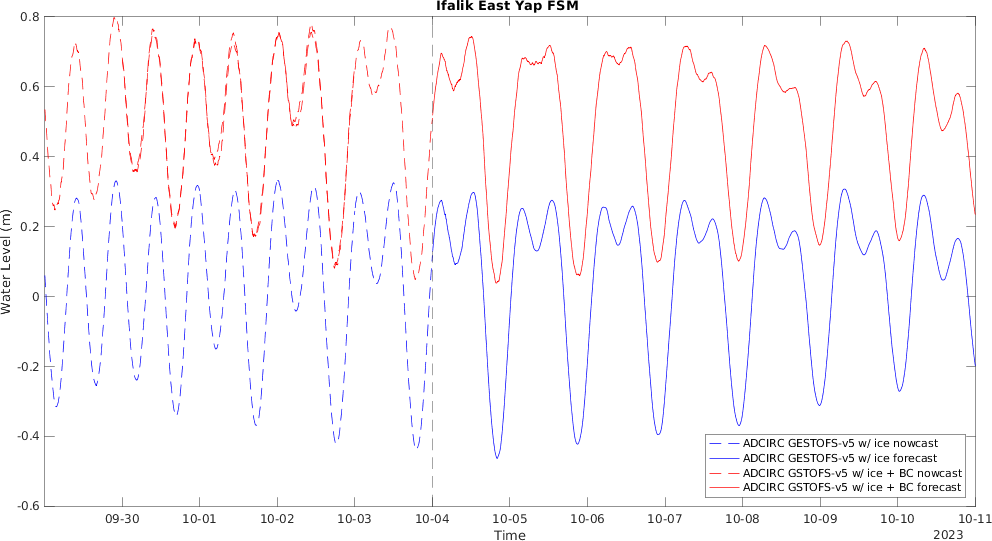 Ifalik East Yap FSM
Water Level (m)
0.8
0.6
0.4
0.2
0
-0.2
-0.4
-0.6
ADCIRC GESTOFS-v5 w/ ice nowcast
ADCIRC GESTOFS-v5 w/ ice forecast
ADCIRC GSTOFS-v5 w/ ice + BC nowcast
ADCIRC GSTOFS-v5 w/ ice + BC forecast
09-30 10-01 10-02 10-03 10-04 10-05 10-06 10-07 10-08 10-09 10-10 10-11
Time
2023